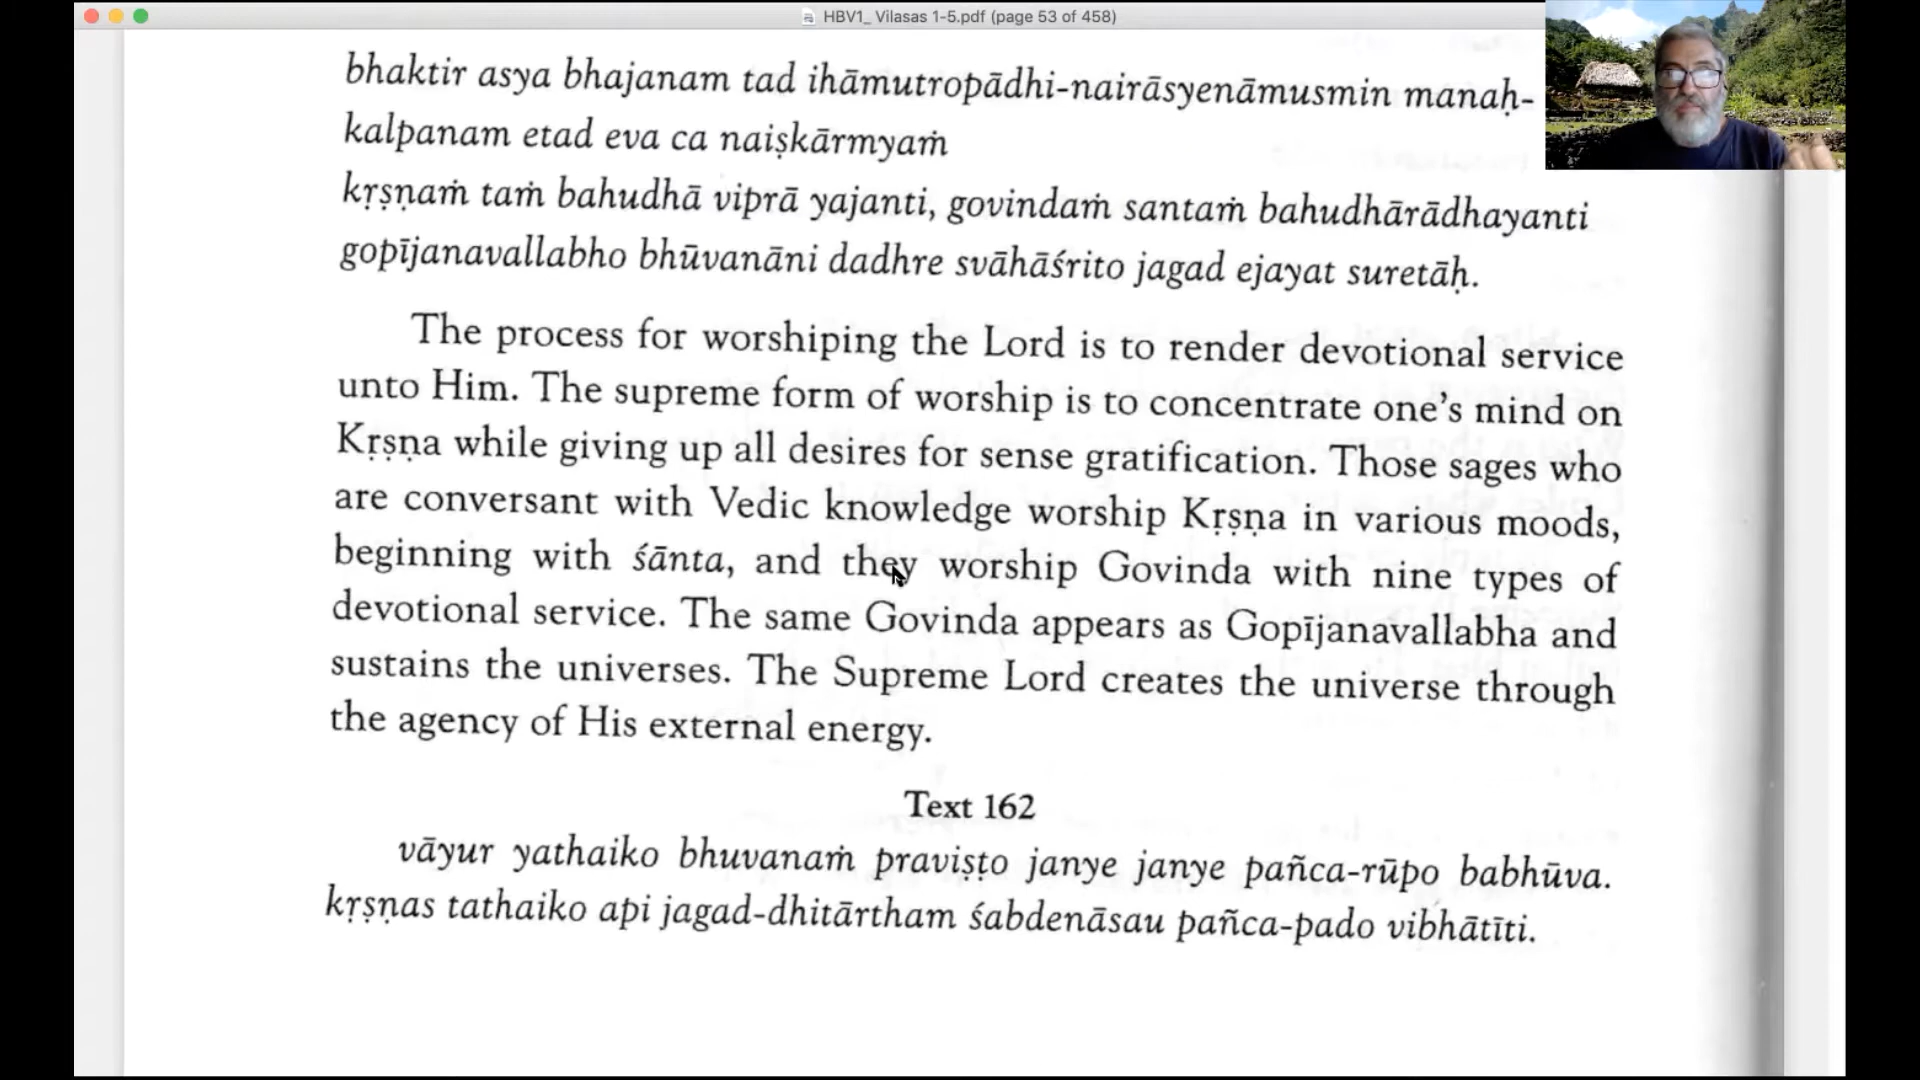 HBV1_ Vilasas 1-5.pdf (page 53 of 458)
bhaktir asya bhajanam tad ihāmutropādhi-nairāsyenāmusmin manaḥ-
kalpanam etad eva ca naiṣkārmyaṁ
kṛṣṇaṁ taṁ bahudhā viprā yajanti, govindaṁ santaṁ bahudhārādhayanti
gopījanavallabho bhūvanāni dadhre svāhāśrito jagad ejayat suretāḥ.
The process for worshiping the Lord is to render devotional service
unto Him. The supreme form of worship is to concentrate one's mind on
Kṛṣṇa while giving up all desires for sense gratification. Those sages who
are conversant with Vedic knowledge worship Kṛṣṇa in various moods,
beginning with śānta, and they worship Govinda with nine types of
devotional service. The same Govinda appears as Gopījanavallabha and
sustains the universes. The Supreme Lord creates the universe through
the agency of His external energy.
Text 162
vāyur yathaiko bhuvanaṁ praviṣṭo janye janye pañca-rūpo babhūva.
kṛṣṇas tathaiko api jagad-dhitārtham śabdenāsau pañca-pado vibhātīti.